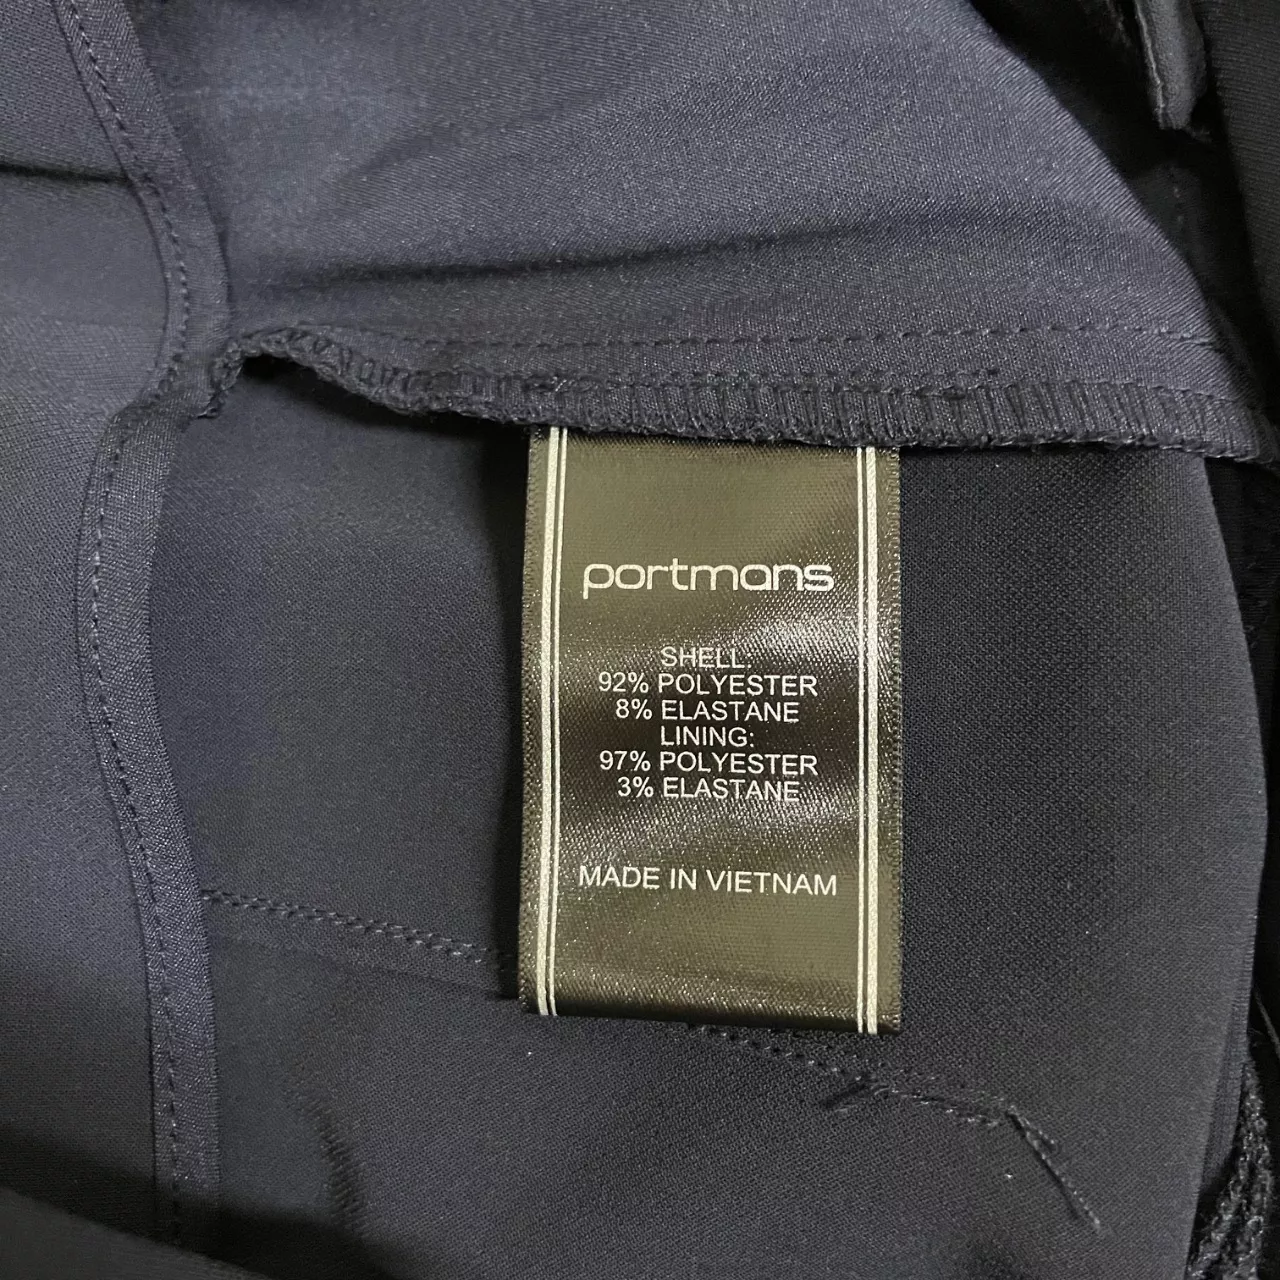 portmans
SHELL:
92% POLYESTER
8% ELASTANE
LINING:
97% POLYESTER
3% ELASTANE
MADE IN VIETNAM